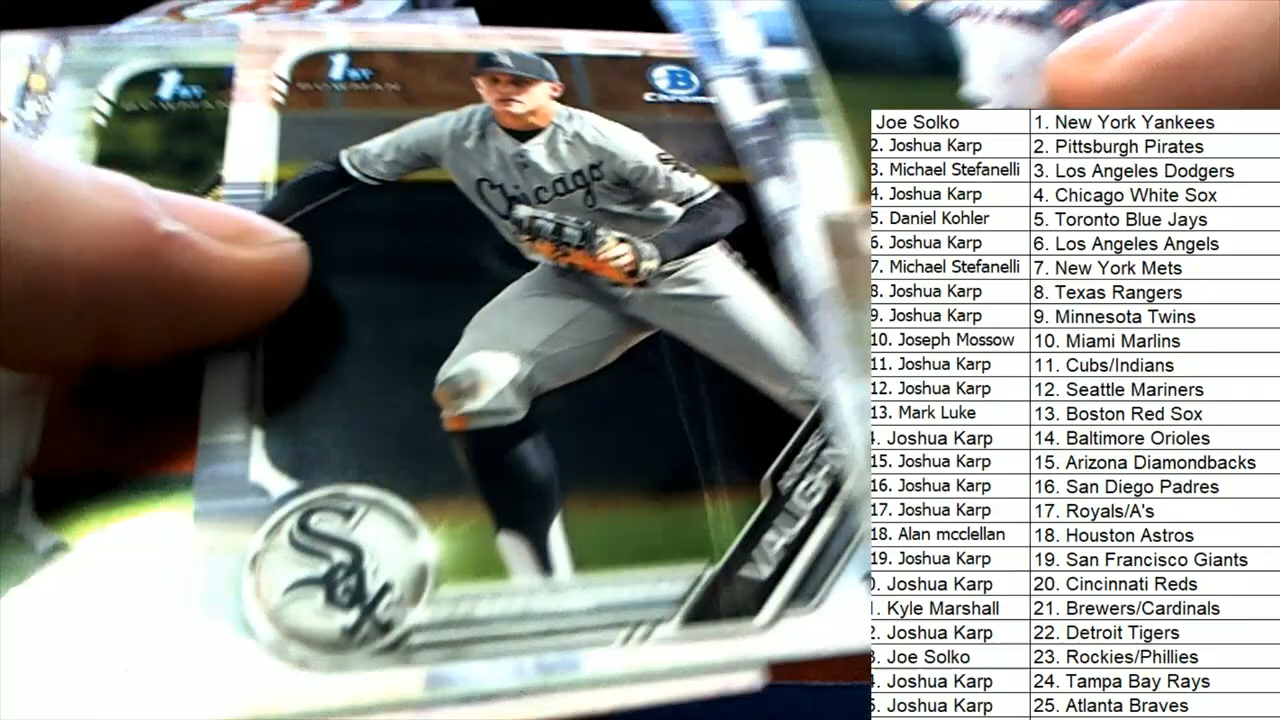 1ST
BOWMAN
1ST
BOWMAN
B
Chrome
Chicago
Sox
VAUGHN
Joe Solko 1. New York Yankees
2. Joshua Karp 2. Pittsburgh Pirates
3. Michael Stefanelli 3. Los Angeles Dodgers
4. Joshua Karp 4. Chicago White Sox
5. Daniel Kohler 5. Toronto Blue Jays
6. Joshua Karp 6. Los Angeles Angels
7. Michael Stefanelli 7. New York Mets
8. Joshua Karp 8. Texas Rangers
9. Joshua Karp 9. Minnesota Twins
10. Joseph Mossow 10. Miami Marlins
11. Joshua Karp 11. Cubs/Indians
12. Joshua Karp 12. Seattle Mariners
13. Mark Luke 13. Boston Red Sox
4. Joshua Karp 14. Baltimore Orioles
15. Joshua Karp 15. Arizona Diamondbacks
16. Joshua Karp 16. San Diego Padres
17. Joshua Karp 17. Royals/A's
18. Alan mcclellan 18. Houston Astros
19. Joshua Karp 19. San Francisco Giants
0. Joshua Karp 20. Cincinnati Reds
1. Kyle Marshall 21. Brewers/Cardinals
2. Joshua Karp 22. Detroit Tigers
3. Joe Solko 23. Rockies/Phillies
4. Joshua Karp 24. Tampa Bay Rays
5. Joshua Karp 25. Atlanta Braves